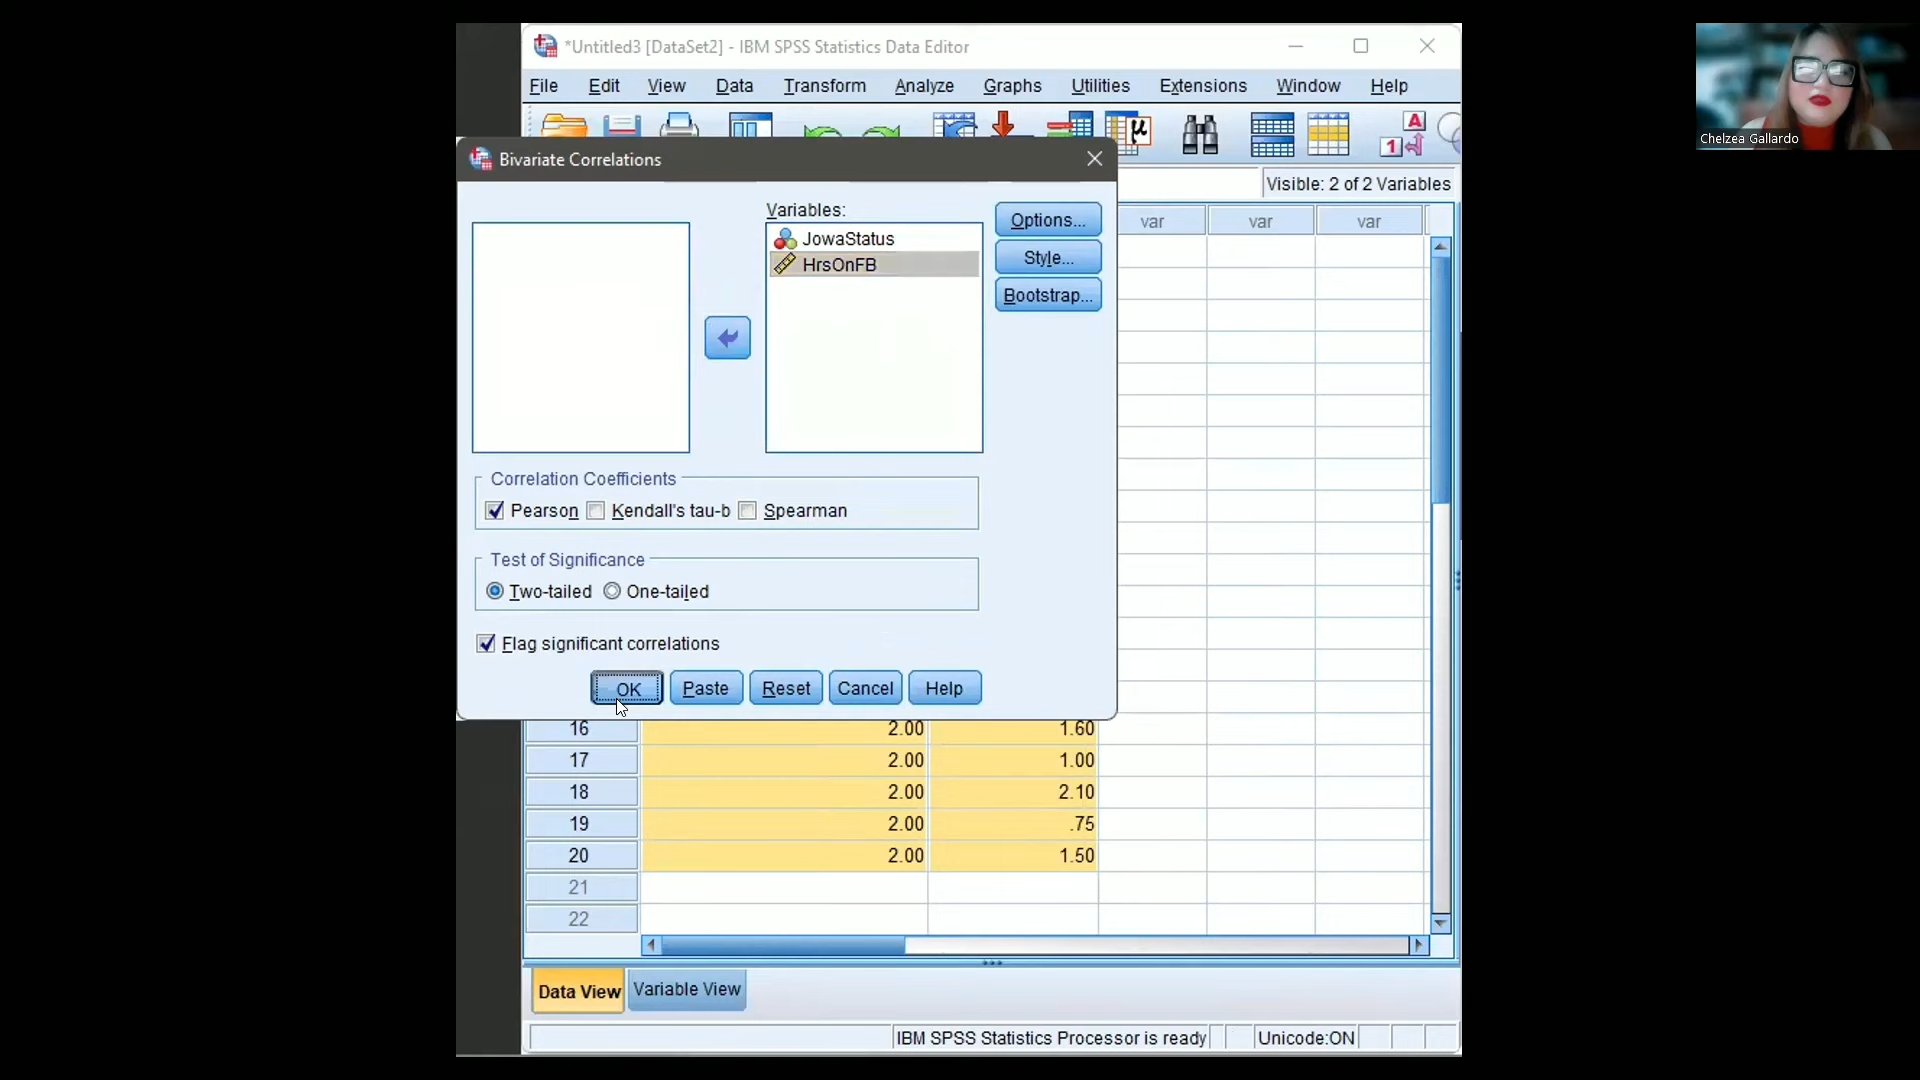 *Untitled3 [DataSet2] - IBM SPSS Statistics Data Editor
File Edit View Data Transform Analyze Graphs Utilities Extensions Window Help
Chelzea Gallardo
Bivariate Correlations
Visible: 2 of 2 Variables
Variables:
JowaStatus
HrsOnFB
Options...
Style...
Bootstrap...
var var var
Correlation Coefficients
Pearson Kendall's tau-b Spearman
Test of Significance
Two-tailed One-tailed
Flag significant correlations
OK Paste Reset Cancel Help
16 2.00 1.60
17 2.00 1.00
18 2.00 2.10
19 2.00 .75
20 2.00 1.50
21
22
Data View Variable View
IBM SPSS Statistics Processor is ready Unicode:ON